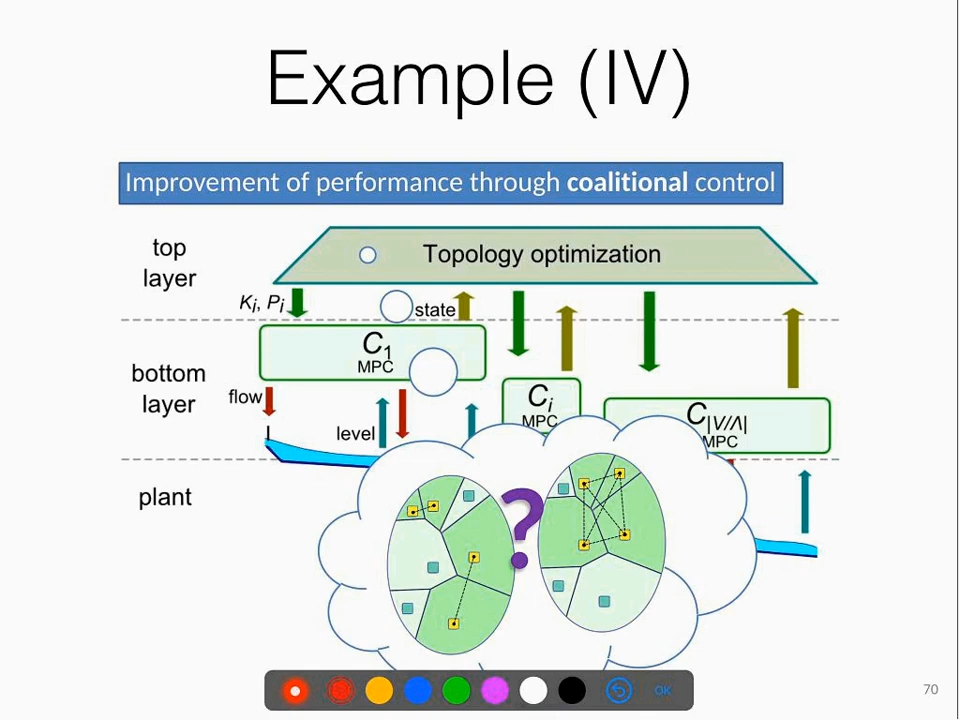 Example (IV)
Improvement of performance through coalitional control
top
layer
Topology optimization
Ki, Pi
state
C1
MPC
bottom
layer
Ci
MPC
C|V/Λ|
MPC
flow
level
plant
?
OK
70